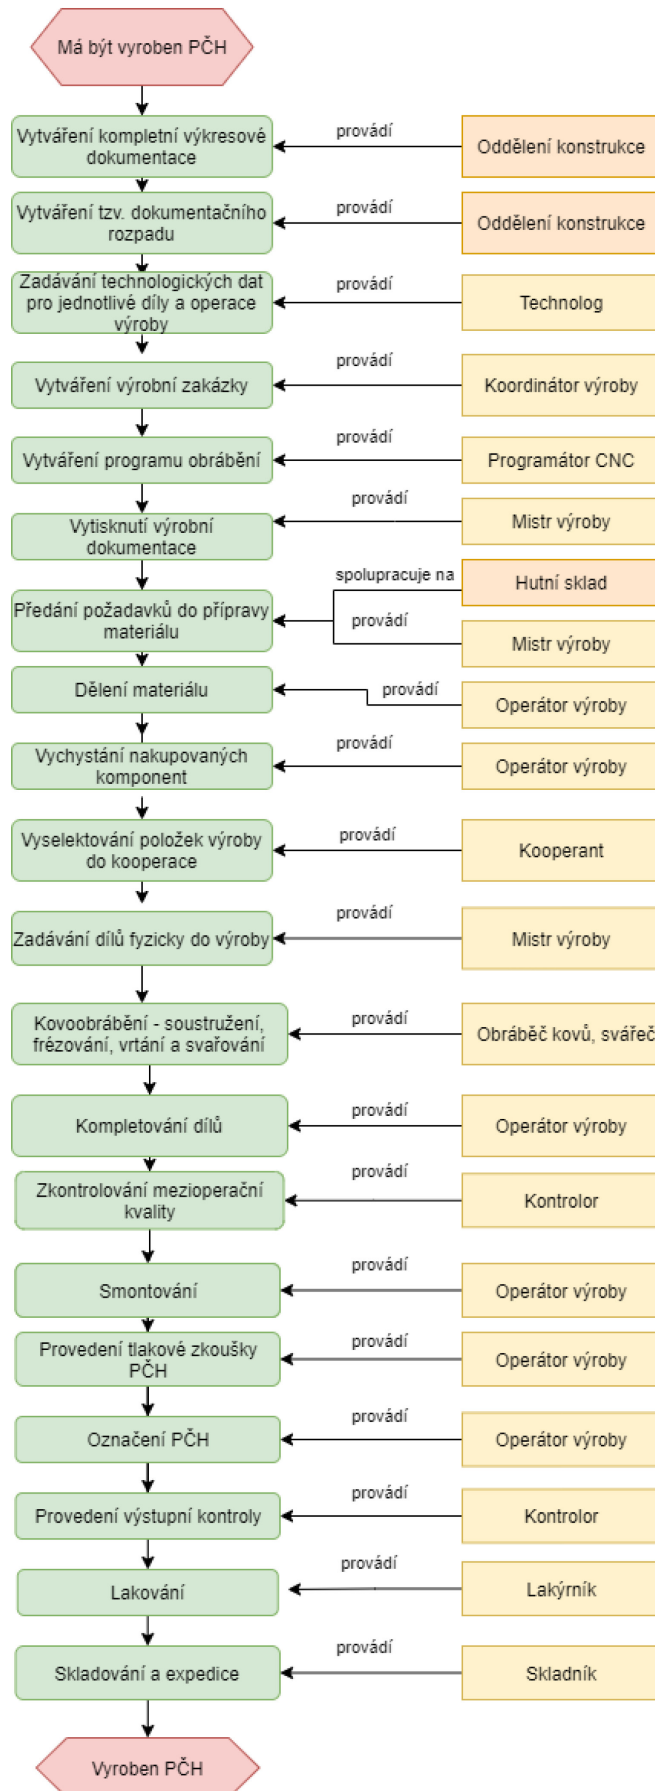 Má být vyroben PČH
Vytváření kompletní výkresové
dokumentace
provádí
Oddělení konstrukce
Vytváření tzv. dokumentačního
rozpadu
provádí
Oddělení konstrukce
Zadávání technologických dat
pro jednotlivé díly a operace
výroby
provádí
Technolog
Vytváření výrobní zakázky
provádí
Koordinátor výroby
Vytváření programu obrábění
provádí
Programátor CNC
Vytisknutí výrobní
dokumentace
provádí
Mistr výroby
Předání požadavků do přípravy
materiálu
spolupracuje na
Hutní sklad
provádí
Mistr výroby
Dělení materiálu
provádí
Operátor výroby
Vychystání nakupovaných
komponent
provádí
Operátor výroby
Vyselektování položek výroby
do kooperace
provádí
Kooperant
Zadávání dílů fyzicky do výroby
provádí
Mistr výroby
Kovoobrábění - soustružení,
frézování, vrtání a svařování
provádí
Obráběč kovů, svářeč
Kompletování dílů
provádí
Operátor výroby
Zkontrolování mezioperační
kvality
provádí
Kontrolor
Smontování
provádí
Operátor výroby
Provedení tlakové zkoušky
PČH
provádí
Operátor výroby
Označení PČH
provádí
Operátor výroby
Provedení výstupní kontroly
provádí
Kontrolor
Lakování
provádí
Lakýrník
Skladování a expedice
provádí
Skladník
Vyroben PČH